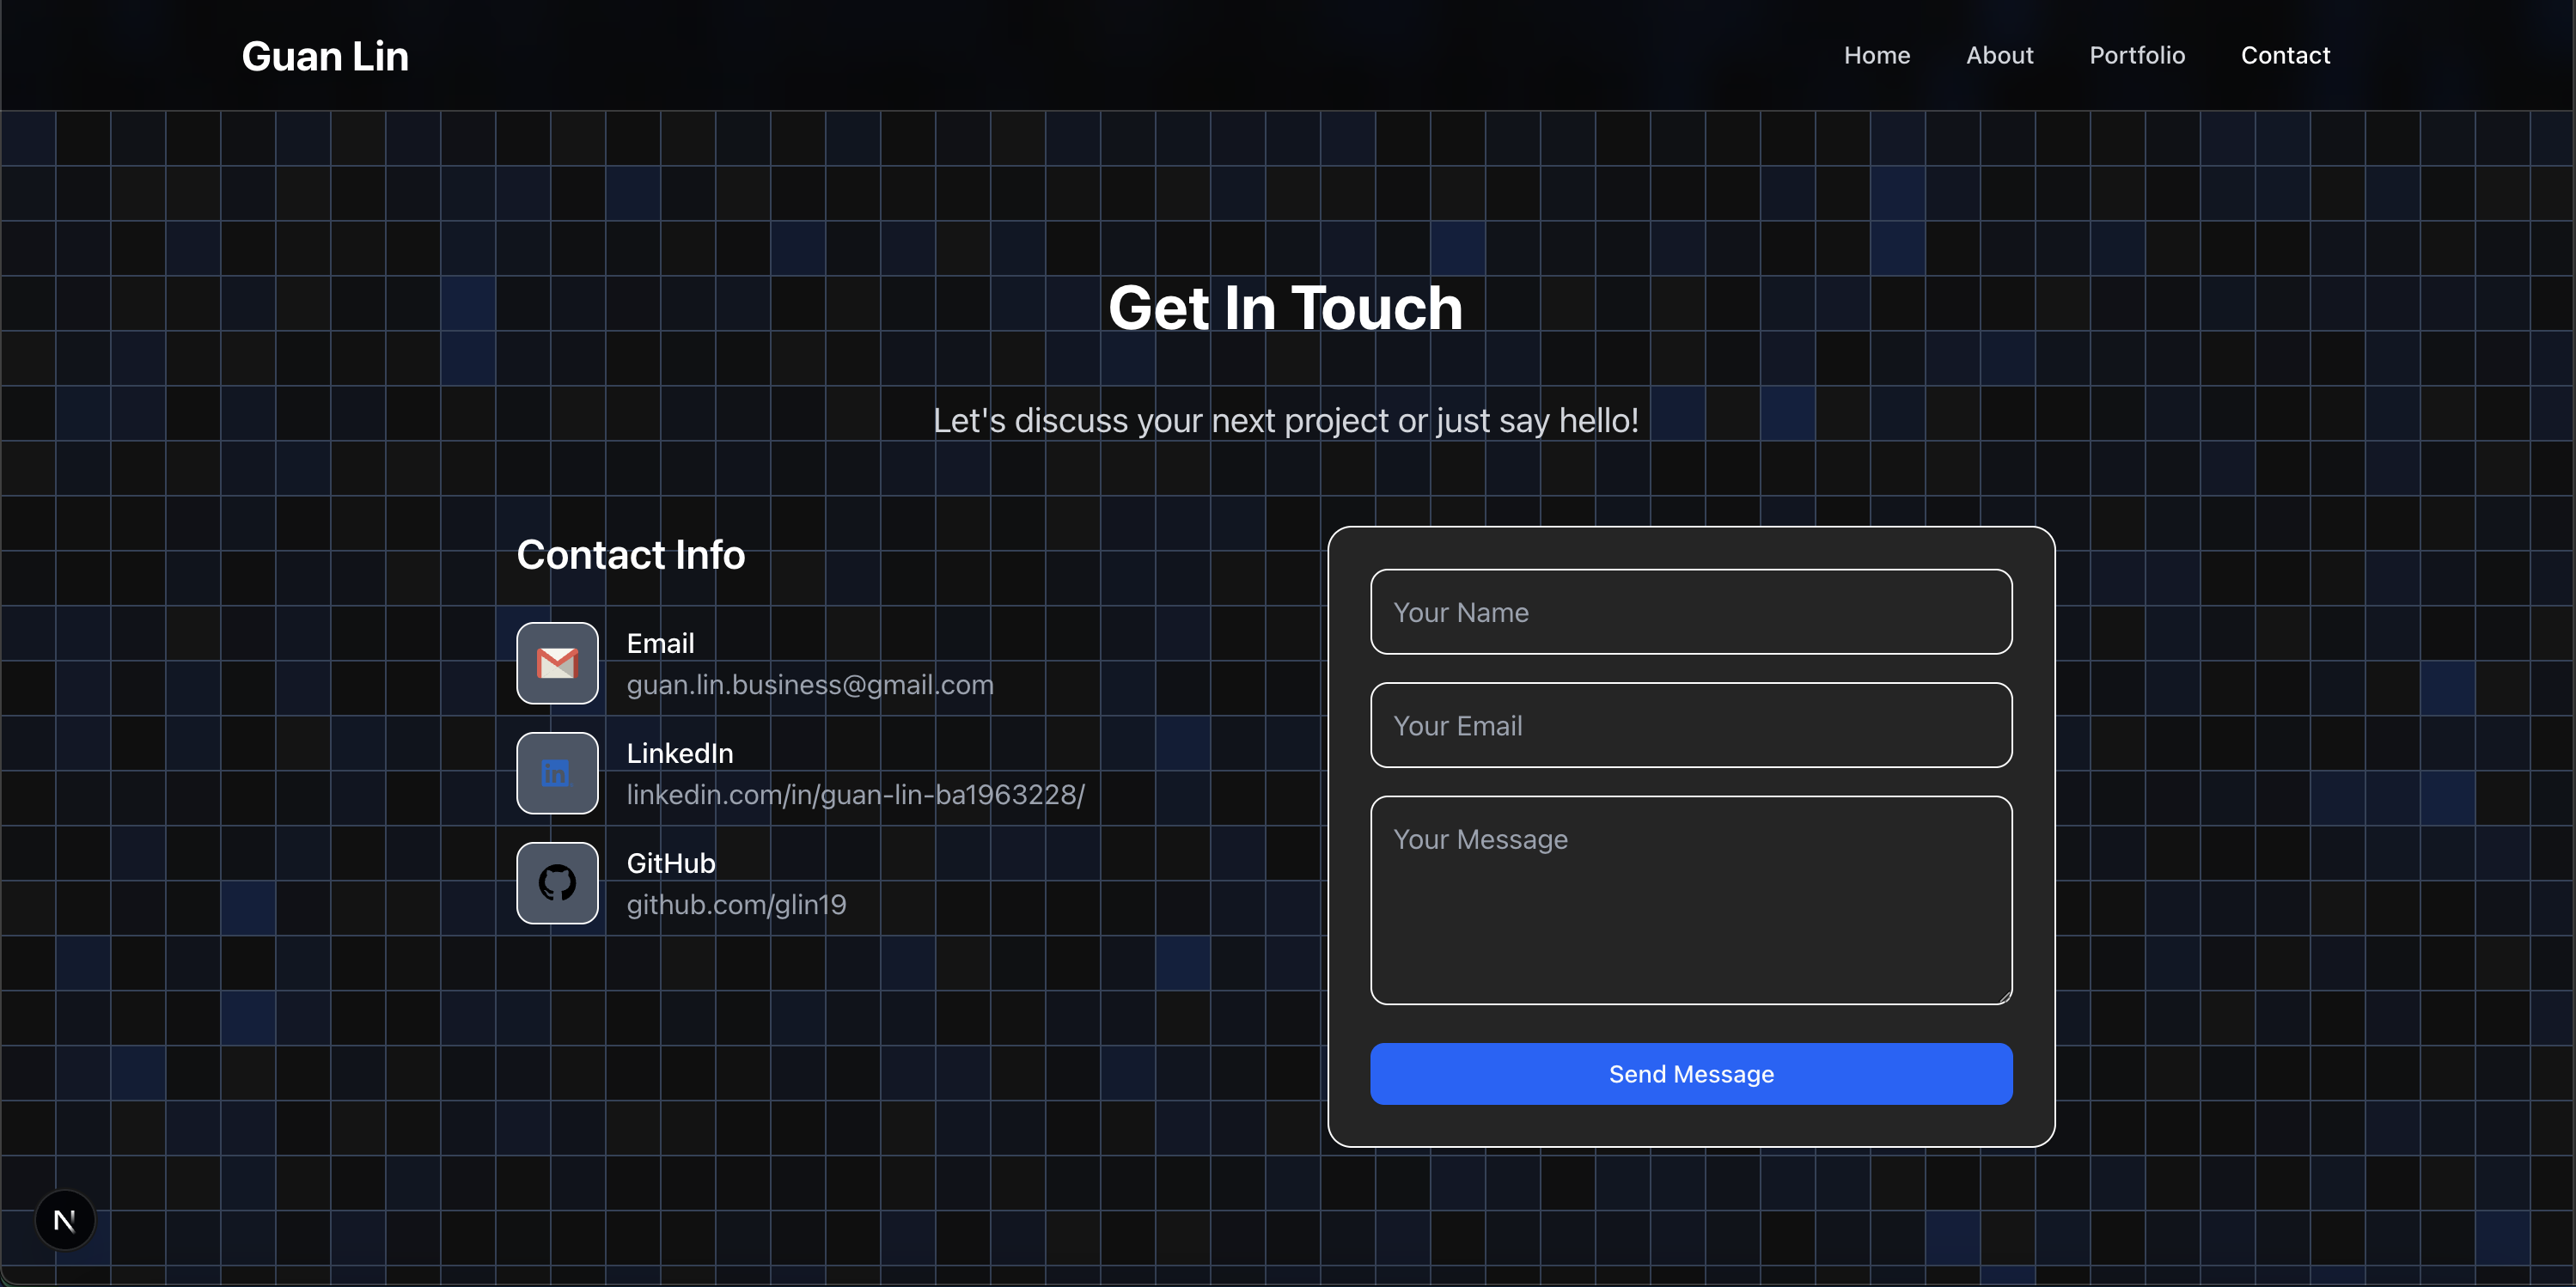 Guan Lin
Home About Portfolio Contact
Get In Touch
Let's discuss your next project or just say hello!
Contact Info
Email
guan.lin.business@gmail.com
in
LinkedIn
linkedin.com/in/guan-lin-ba1963228/
GitHub
github.com/glin19
Your Name
Your Email
Your Message
Send Message
N